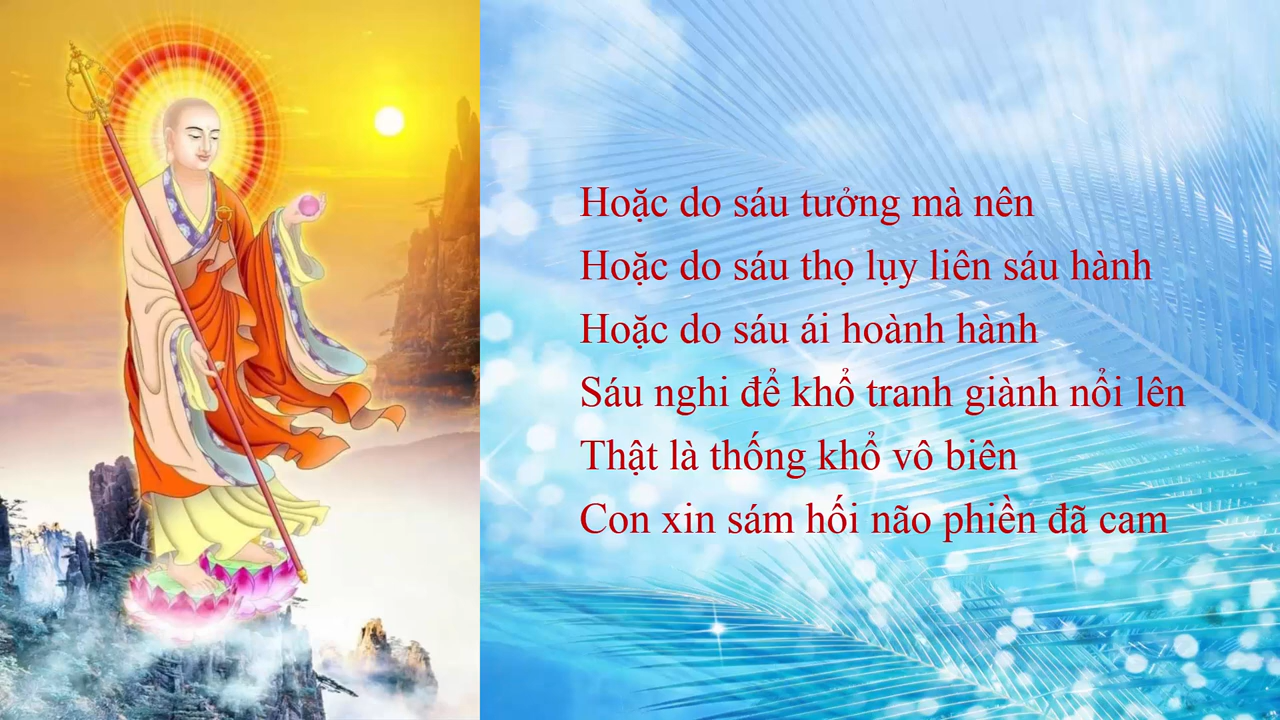 Hoặc do sáu tưởng mà nên
Hoặc do sáu thọ lụy liên sáu hành
Hoặc do sáu ái hoành hành
Sáu nghi để khổ tranh giành nổi lên
Thật là thống khổ vô biên
Con xin sám hối não phiền đã cam